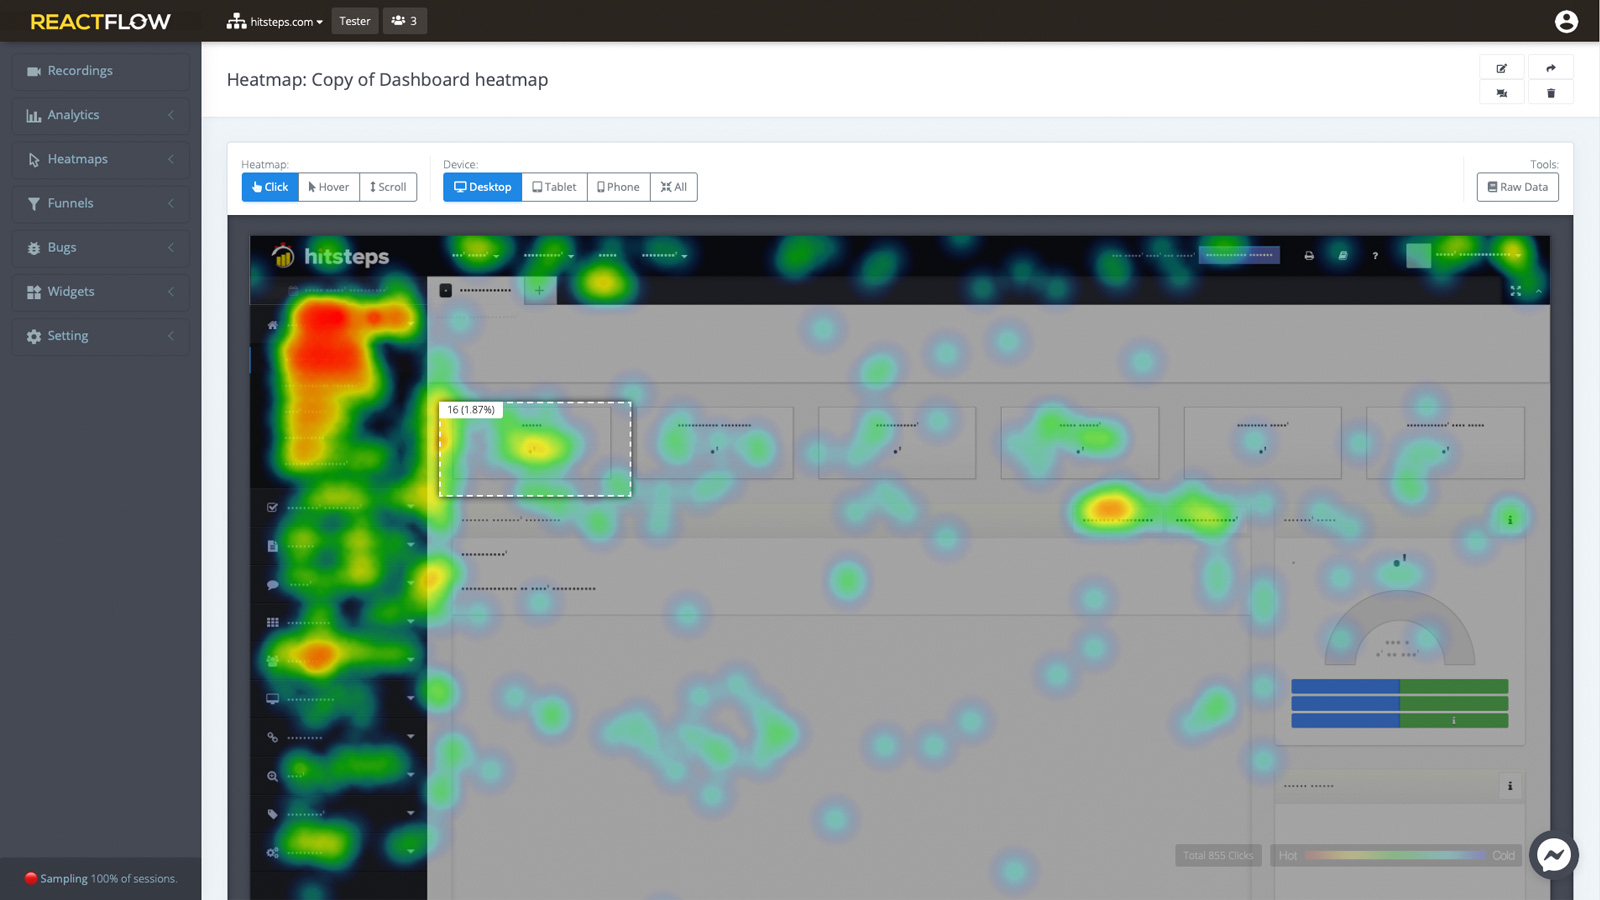 REACTFLOW
hitsteps.com
Tester
3
Recordings
Analytics
Heatmaps
Funnels
Bugs
Widgets
Setting
Sampling 100% of sessions.
Heatmap: Copy of Dashboard heatmap
Heatmap:
Click
Hover
Scroll
Device:
Desktop
Tablet
Phone
All
Tools:
Raw Data
hitsteps
16 (1.87%)
Total 855 Clicks
Hot
Cold